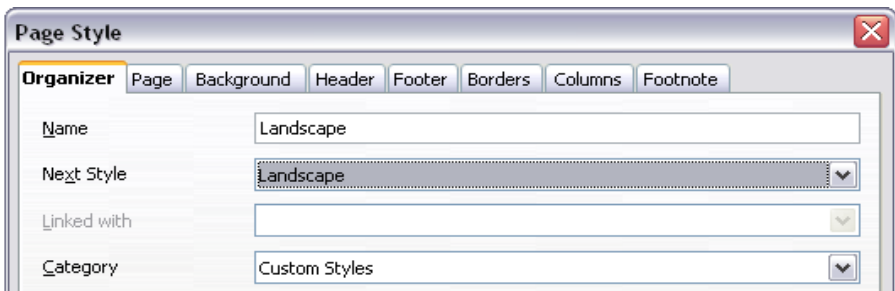 Page Style
Organizer Page Background Header Footer Borders Columns Footnote
Name Landscape
Next Style Landscape
Linked with
Category Custom Styles